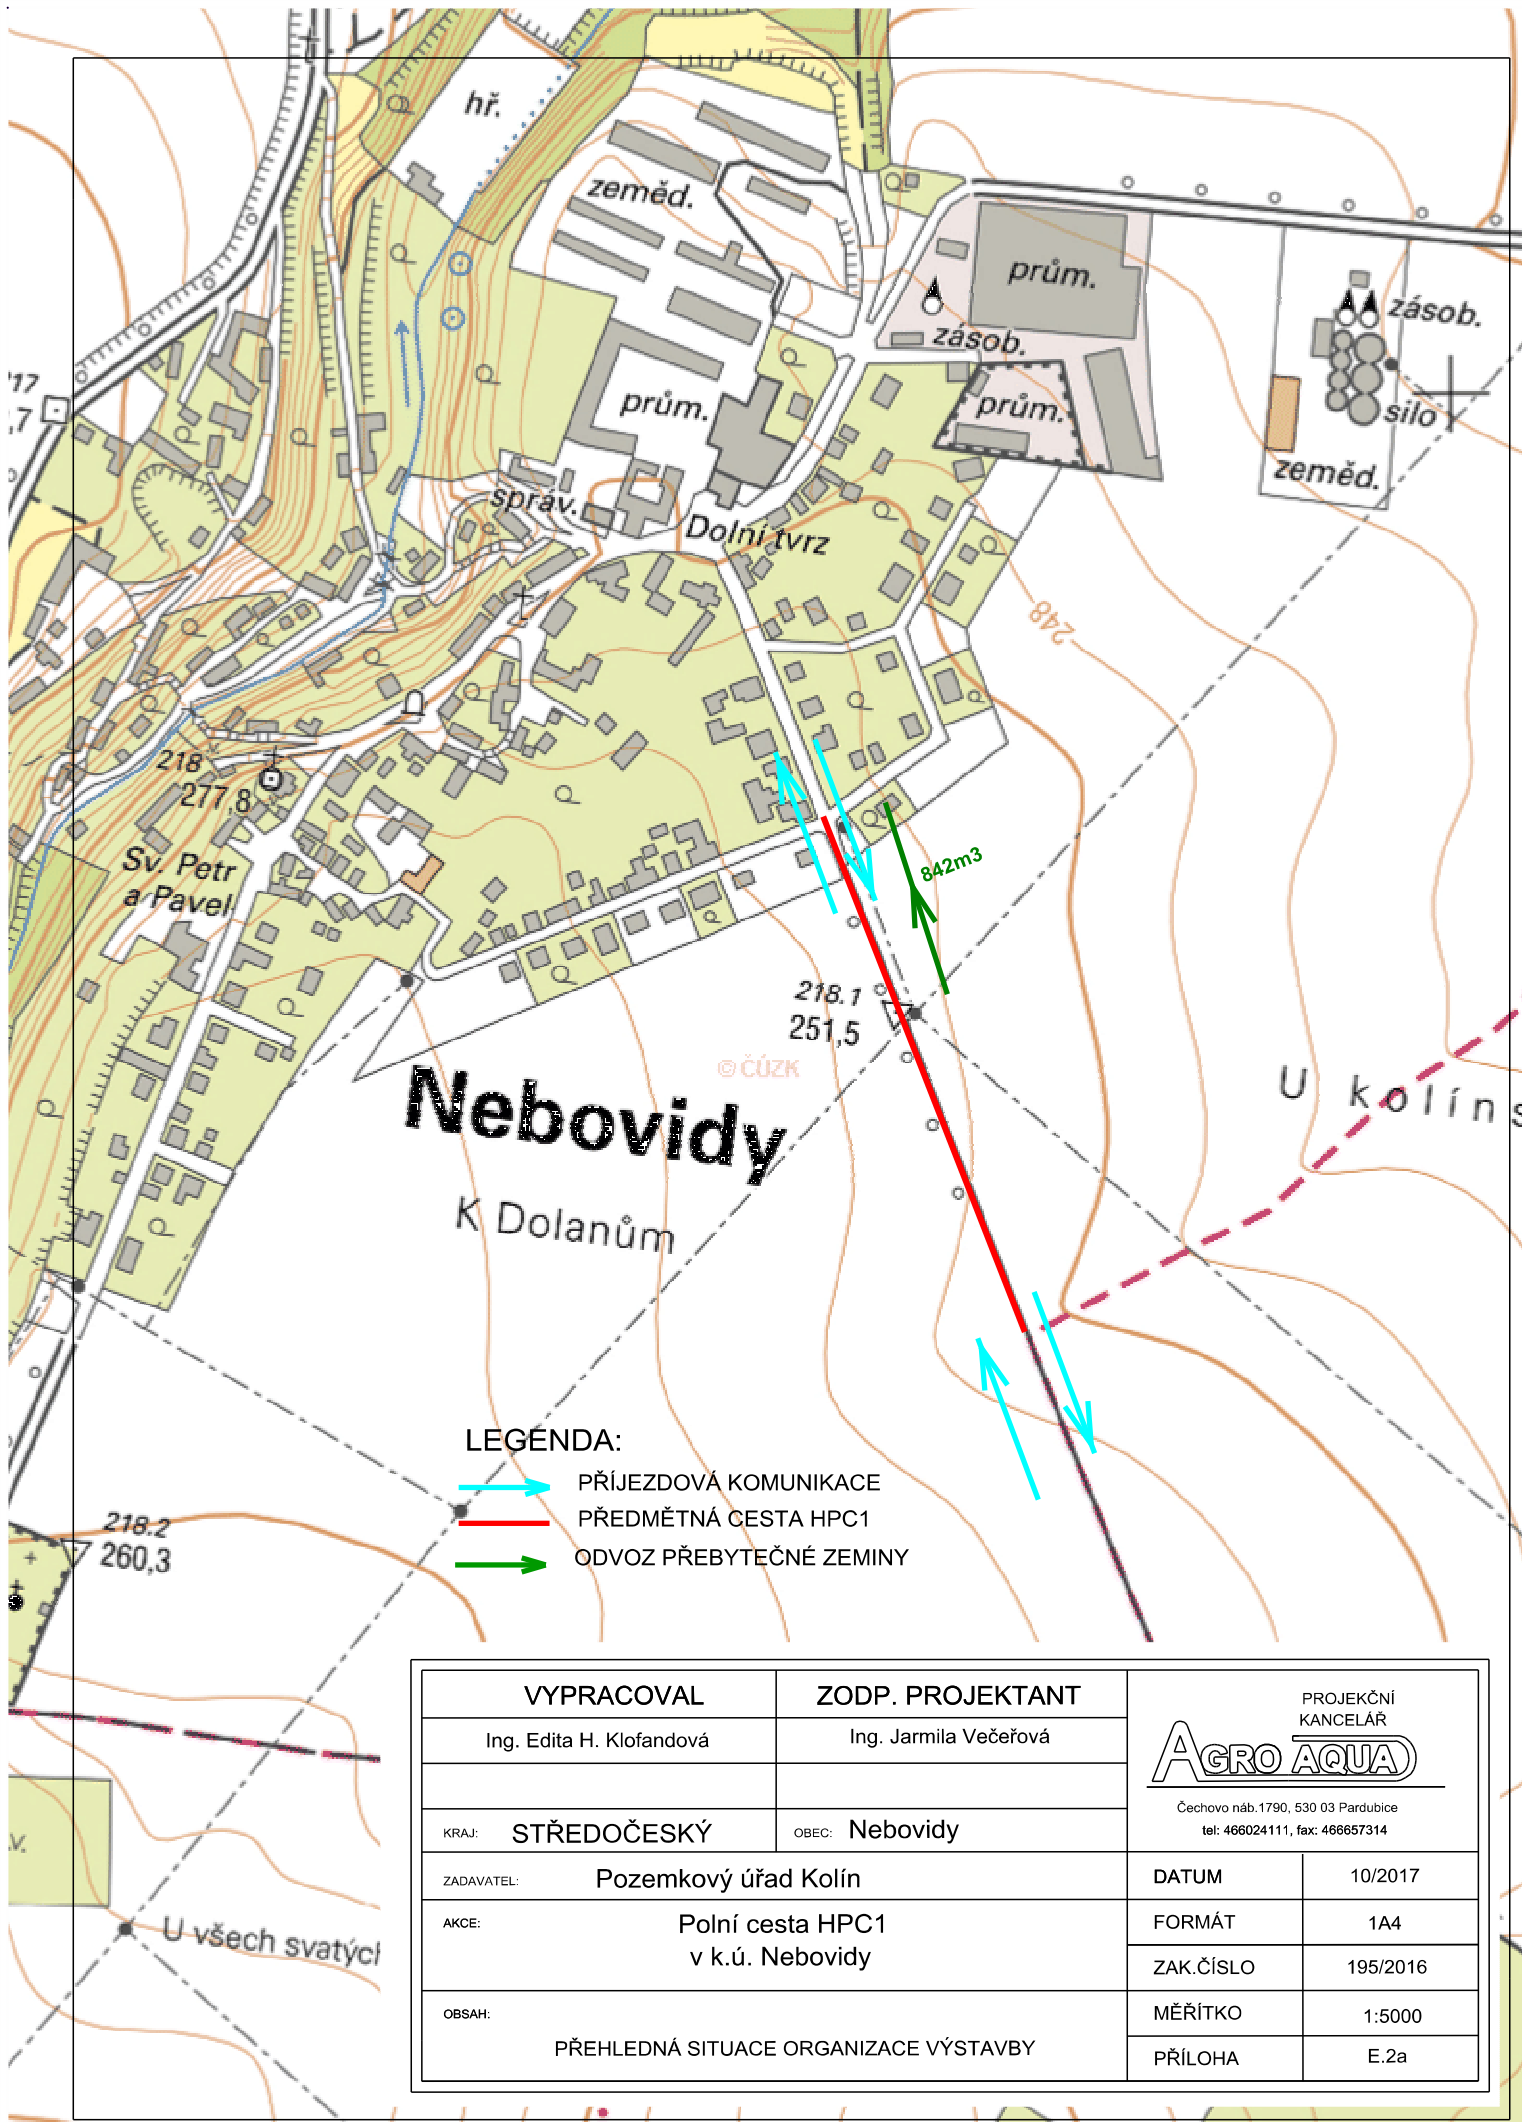 hř.
zeměd.
prům.
zásob.
zásob.
silo
zeměd.
prům.
prům.
17
,7
správ.
Dolní tvrz
248
218
277,8
Sv. Petr
a Pavel
842m3
218.1
251,5
© ČÚZK
Nebovidy
U kolíns
K Dolanům
LEGENDA:
PŘÍJEZDOVÁ KOMUNIKACE
PŘEDMĚTNÁ CESTA HPC1
ODVOZ PŘEBYTEČNÉ ZEMINY
218.2
260,3
v.
U všech svatých
VYPRACOVAL
ZODP. PROJEKTANT
Ing. Edita H. Klofandová
Ing. Jarmila Večeřová
PROJEKČNÍ
KANCELÁŘ
AGRO AQUA
Čechovo náb.1790, 530 03 Pardubice
tel: 466024111, fax: 466657314
KRAJ: STŘEDOČESKÝ
OBEC: Nebovidy
ZADAVATEL: Pozemkový úřad Kolín
DATUM 10/2017
AKCE: Polní cesta HPC1
v k.ú. Nebovidy
FORMÁT 1A4
ZAK.ČÍSLO 195/2016
OBSAH:
PŘEHLEDNÁ SITUACE ORGANIZACE VÝSTAVBY
MĚŘÍTKO 1:5000
PŘÍLOHA E.2a